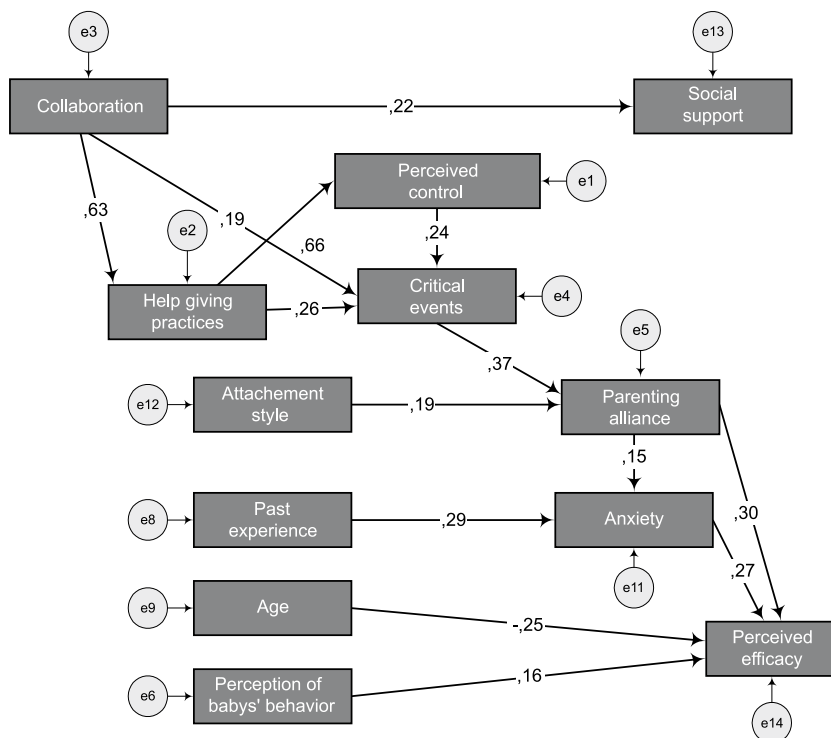 e3
e13
Collaboration
,22
Social
support
Perceived
control
e1
,63
,19
e2
,66
,24
Help giving
practices
,26
Critical
events
e4
e5
,37
e12
Attachement
style
,19
Parenting
alliance
,15
e8
Past
experience
,29
Anxiety
,30
,27
e11
e9
Age
-,25
Perceived
efficacy
e6
Perception of
babys' behavior
,16
e14